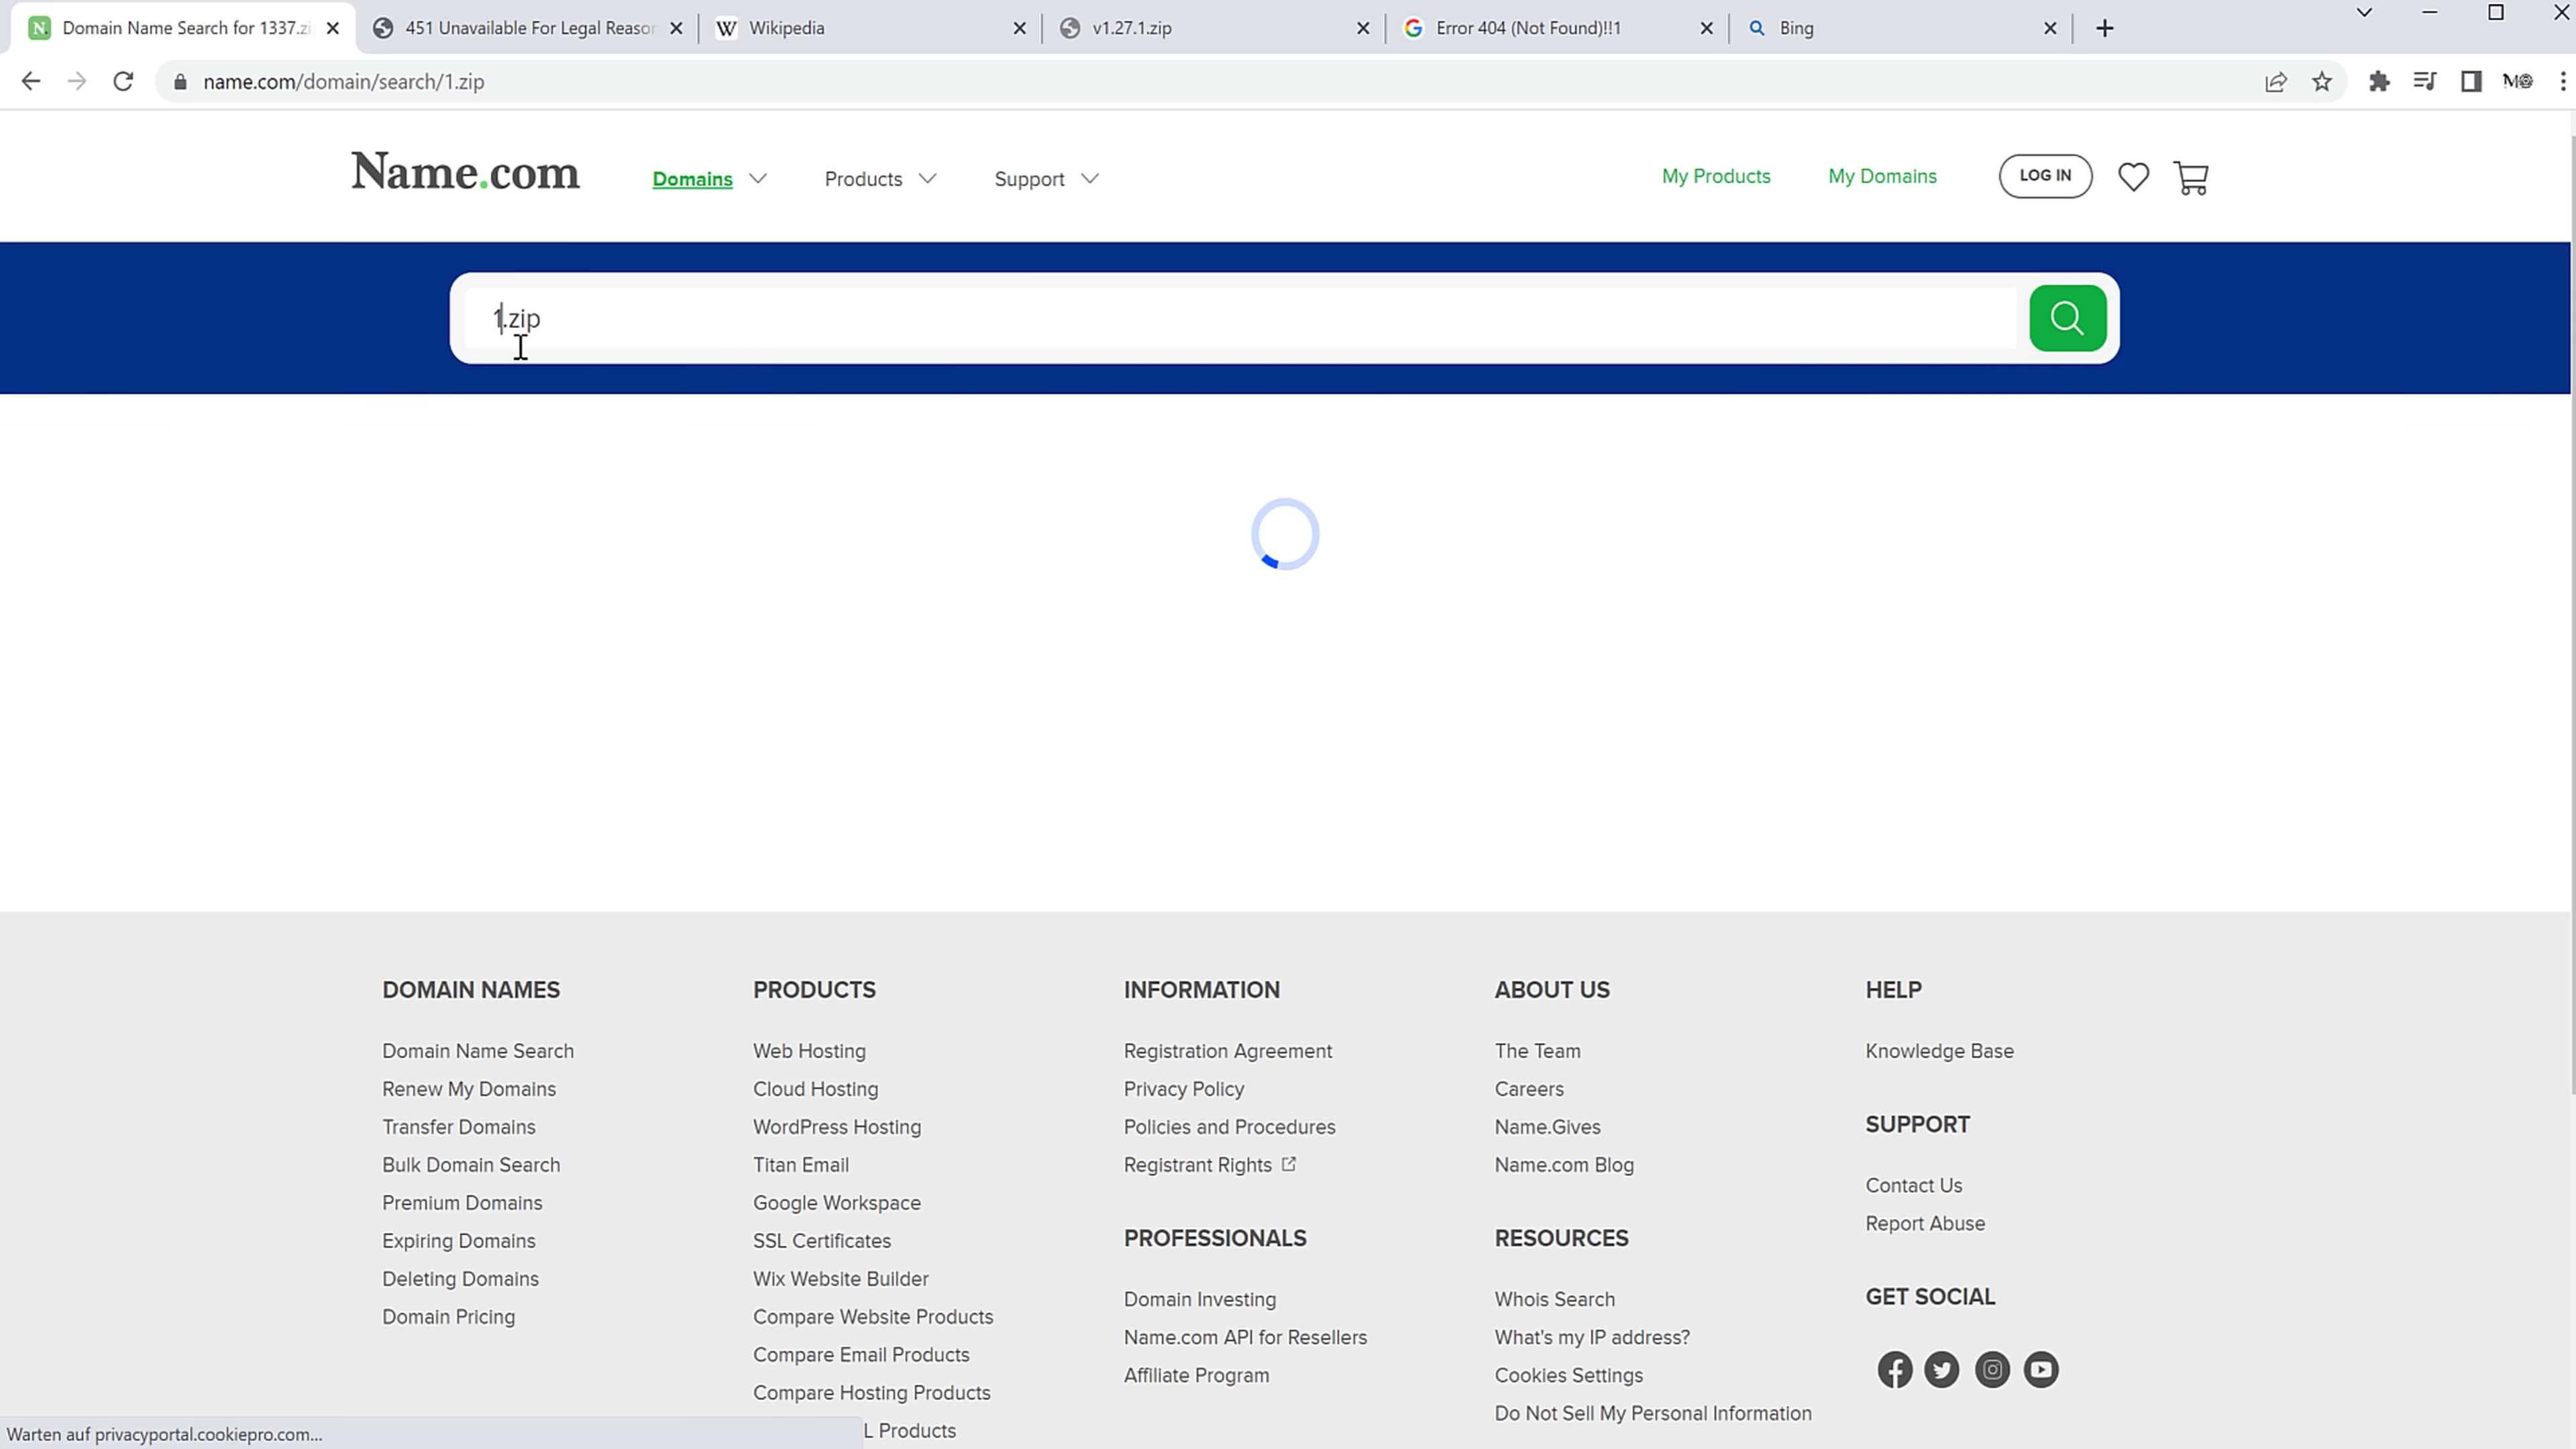 Domain Name Search for 1337.zi
451 Unavailable For Legal Reason
Wikipedia
v1.27.1.zip
Error 404 (Not Found)!!1
Bing
name.com/domain/search/1.zip
Name.com
Domains
Products
Support
My Products
My Domains
LOG IN
1.zip
DOMAIN NAMES
Domain Name Search
Renew My Domains
Transfer Domains
Bulk Domain Search
Premium Domains
Expiring Domains
Deleting Domains
Domain Pricing
PRODUCTS
Web Hosting
Cloud Hosting
WordPress Hosting
Titan Email
Google Workspace
SSL Certificates
Wix Website Builder
Compare Website Products
Compare Email Products
Compare Hosting Products
L Products
INFORMATION
Registration Agreement
Privacy Policy
Policies and Procedures
Registrant Rights
PROFESSIONALS
Domain Investing
Name.com API for Resellers
Affiliate Program
ABOUT US
The Team
Careers
Name.Gives
Name.com Blog
RESOURCES
Whois Search
What's my IP address?
Cookies Settings
Do Not Sell My Personal Information
HELP
Knowledge Base
SUPPORT
Contact Us
Report Abuse
GET SOCIAL
Warten auf privacyportal.cookiepro.com...